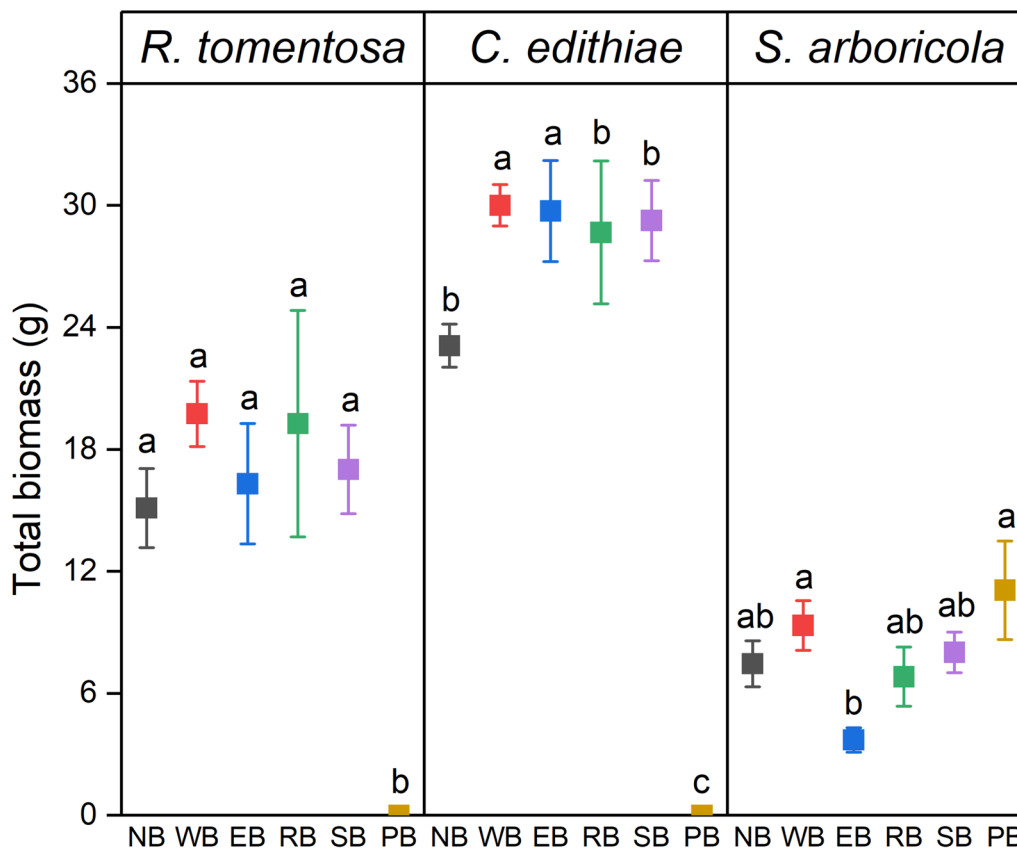 R. tomentosa C. edithiae S. arboricola
Total biomass (g)
36
30
24
18
12
6
0
a a a a a b
b a a b b c
ab a b ab ab a
NB WB EB RB SB PB NB WB EB RB SB PB NB WB EB RB SB PB